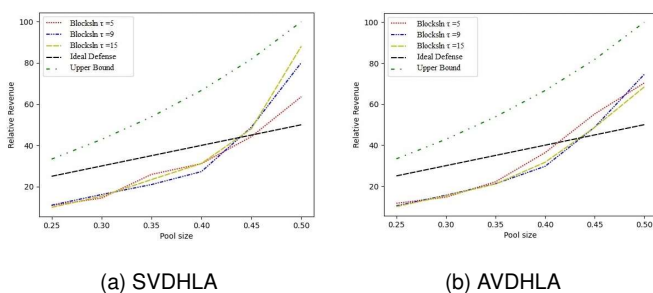 BlocksIn τ =5
BlocksIn τ =9
BlocksIn τ =15
Ideal Defense
Upper Bound
Relative Revenue
100
80
60
40
20
0.25 0.30 0.35 0.40 0.45 0.50
Pool size
(a) SVDHLA
BlocksIn τ =5
BlocksIn τ =9
BlocksIn τ =15
Ideal Defense
Upper Bound
Relative Revenue
100
80
60
40
20
0.25 0.30 0.35 0.40 0.45 0.50
Pool size
(b) AVDHLA